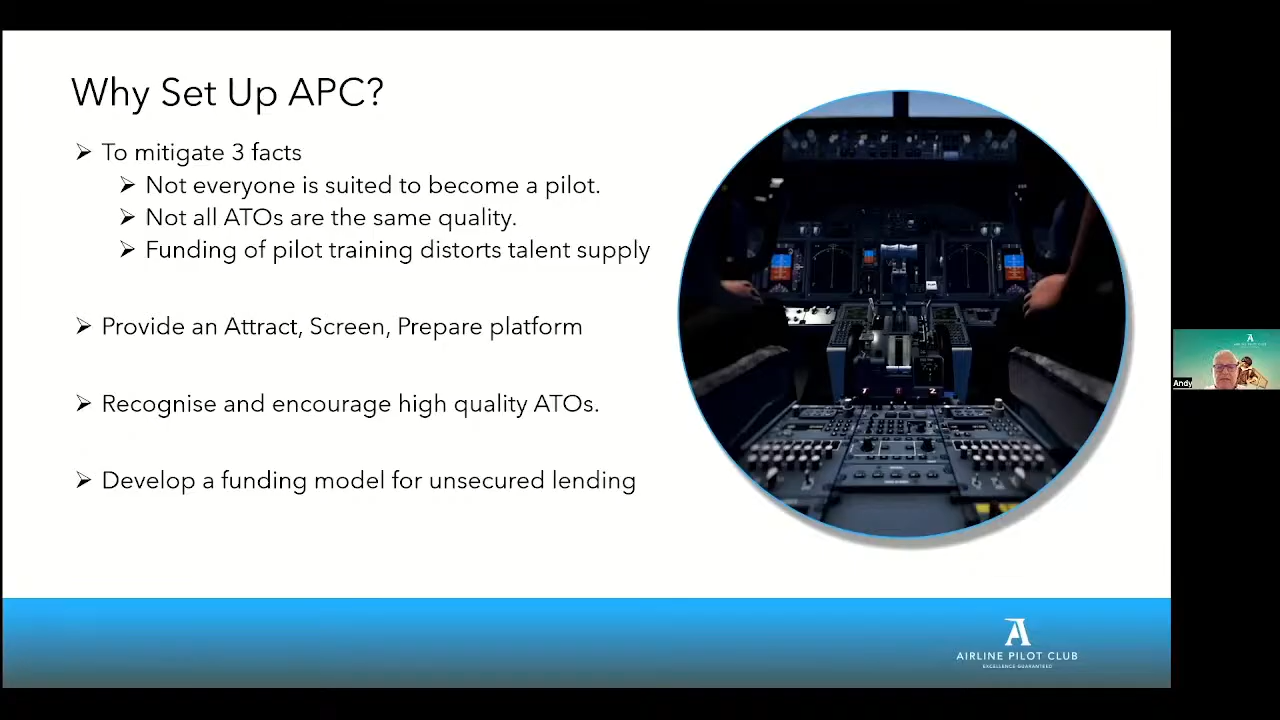 Why Set Up APC?
➢ To mitigate 3 facts
➢ Not everyone is suited to become a pilot.
➢ Not all ATOs are the same quality.
➢ Funding of pilot training distorts talent supply
➢ Provide an Attract, Screen, Prepare platform
➢ Recognise and encourage high quality ATOs.
➢ Develop a funding model for unsecured lending
AIRLINE PILOT CLUB
EXCELLENCE GUARANTEED
Andy